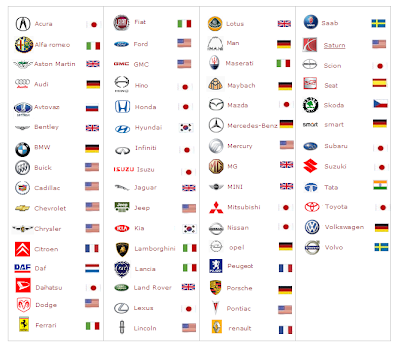 Acura
Alfa romeo
Aston Martin
Audi
Avtovaz
Bentley
BMW
Buick
Cadillac
Chevrolet
Chrysler
Citroen
Daf
Daihatsu
Dodge
Ferrari
Fiat
Ford
GMC GMC
Hino
Honda
Hyundai
Infiniti
ISUZU Isuzu
Jaguar
Jeep
Kia
Lamborghini
Lancia
Land Rover
Lexus
Lincoln
Lotus
Man
Maserati
Maybach
Mazda
Mercedes-Benz
Mercury
MG
MINI
Mitsubishi
Nissan
opel
Peugeot
Porsche
Pontiac
renault
Saab
Saturn
Scion
Seat
Skoda
smart smart
Subaru
Suzuki
Tata
Toyota
Volkswagen
Volvo